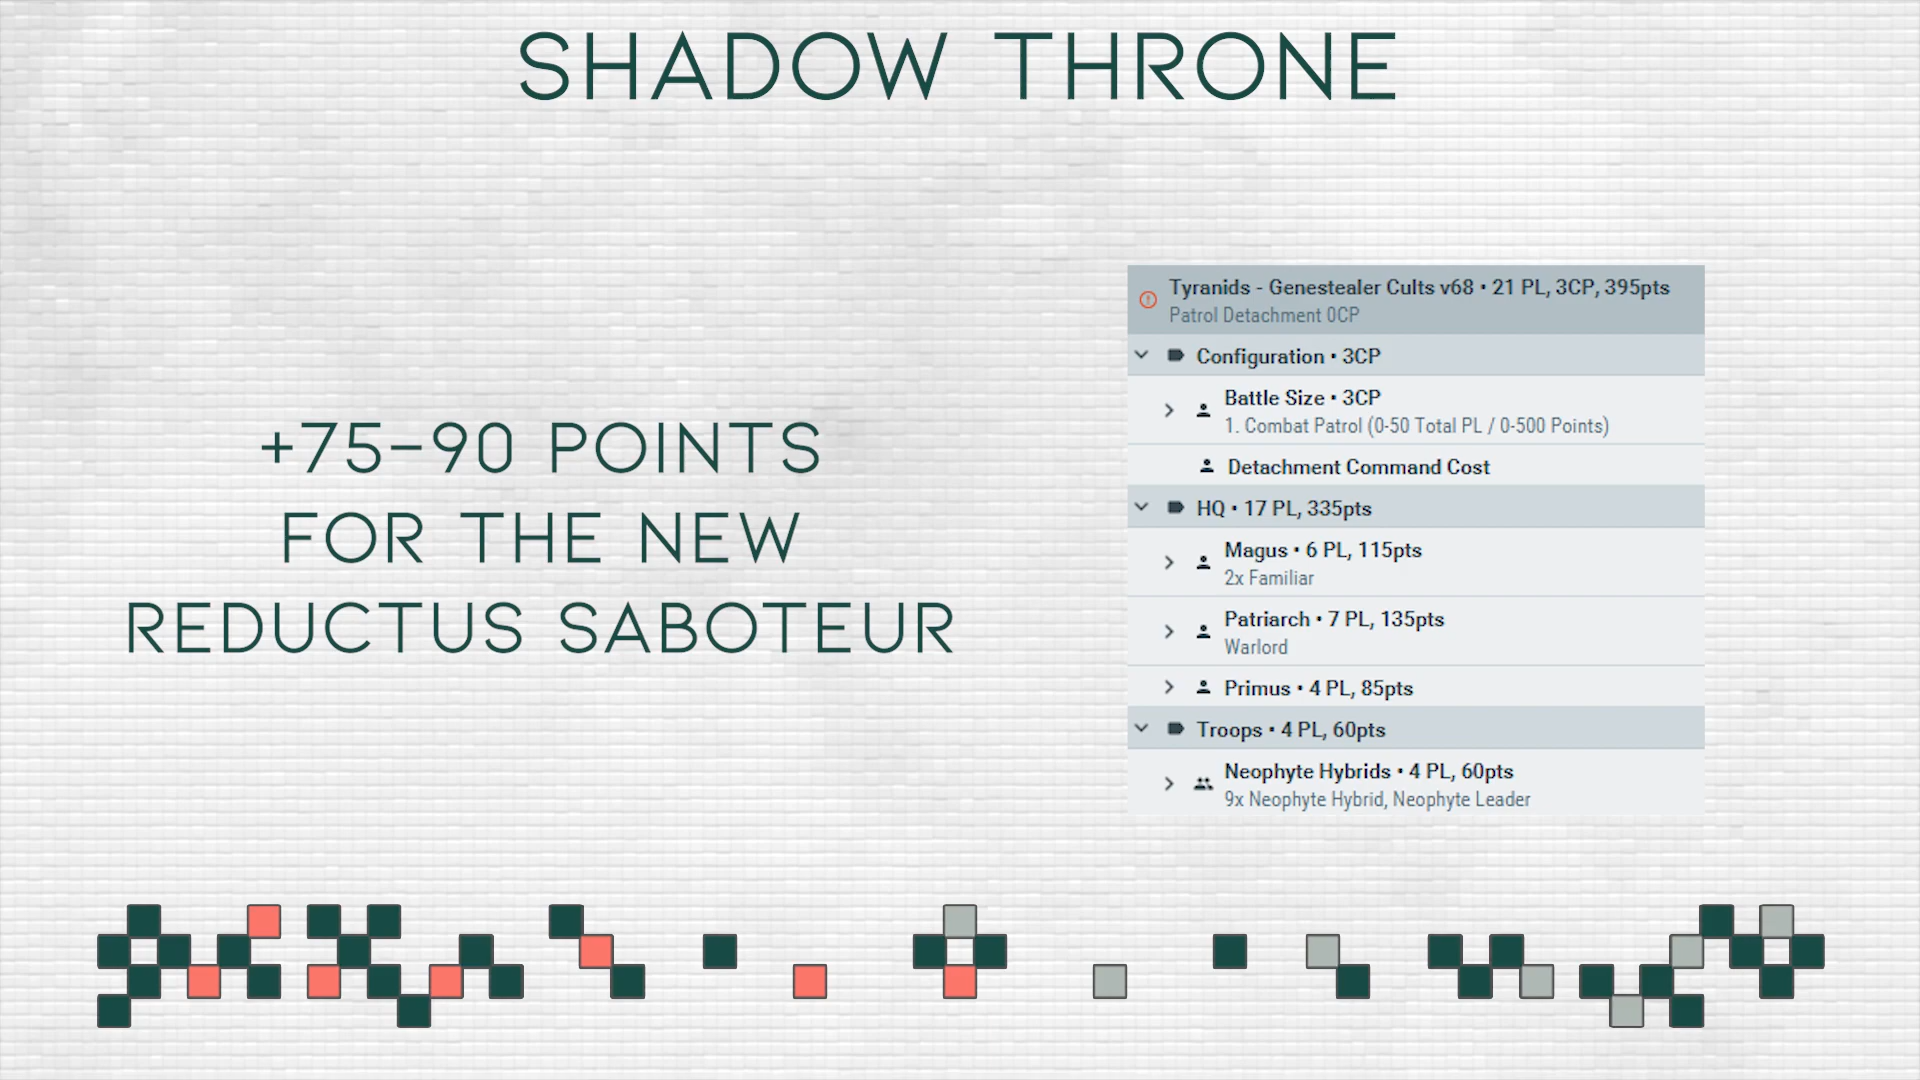 SHADOW THRONE
+75-90 POINTS
FOR THE NEW
REDUCTUS SABOTEUR
Tyranids - Genestealer Cults v68 • 21 PL, 3CP, 395pts
Patrol Detachment 0CP
Configuration • 3CP
Battle Size • 3CP
1. Combat Patrol (0-50 Total PL / 0-500 Points)
Detachment Command Cost
HQ • 17 PL, 335pts
Magus • 6 PL, 115pts
2x Familiar
Patriarch • 7 PL, 135pts
Warlord
Primus • 4 PL, 85pts
Troops • 4 PL, 60pts
Neophyte Hybrids • 4 PL, 60pts
9x Neophyte Hybrid, Neophyte Leader